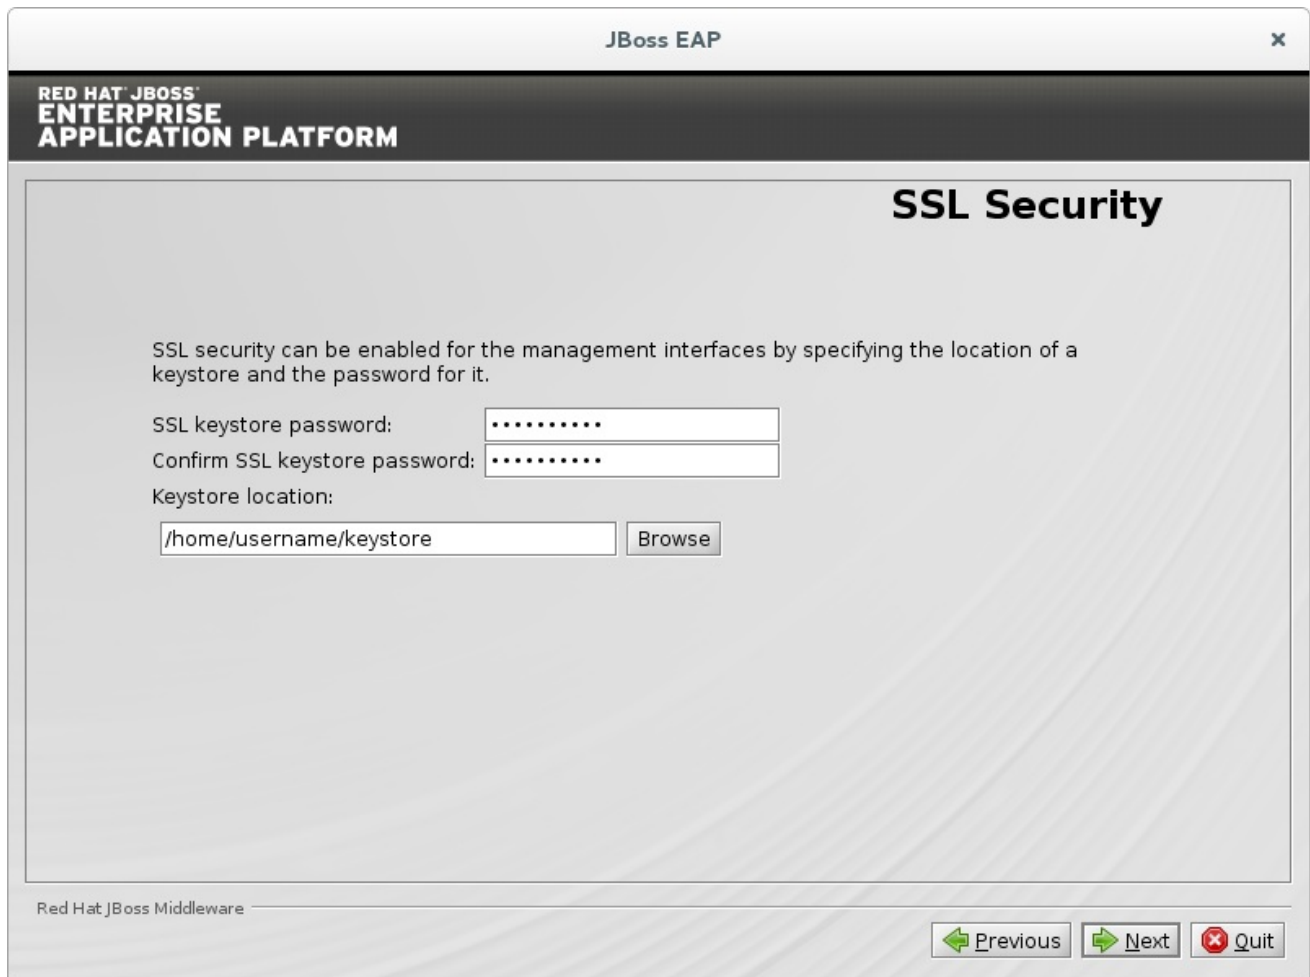 JBoss EAP
RED HAT JBOSS
ENTERPRISE
APPLICATION PLATFORM
SSL Security
SSL security can be enabled for the management interfaces by specifying the location of a
keystore and the password for it.
SSL keystore password: ••••••••••
Confirm SSL keystore password: ••••••••••
Keystore location:
/home/username/keystore Browse
Red Hat JBoss Middleware
Previous Next Quit